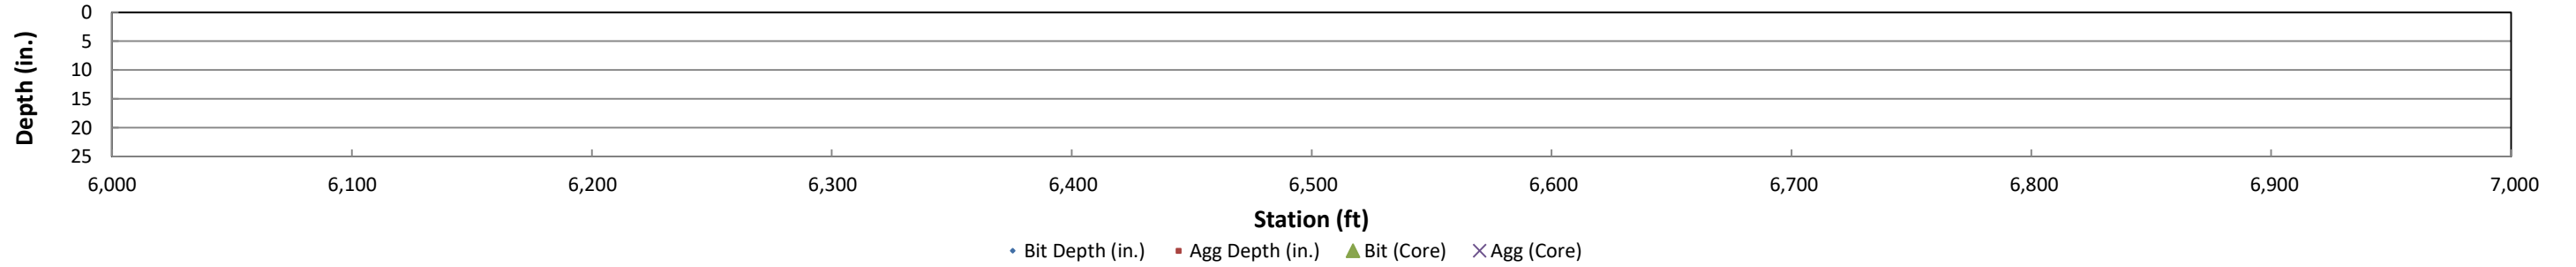 Depth (in.)
0
5
10
15
20
25
6,000 6,100 6,200 6,300 6,400 6,500 6,600 6,700 6,800 6,900 7,000
Station (ft)
Bit Depth (in.) Agg Depth (in.) Bit (Core) Agg (Core)